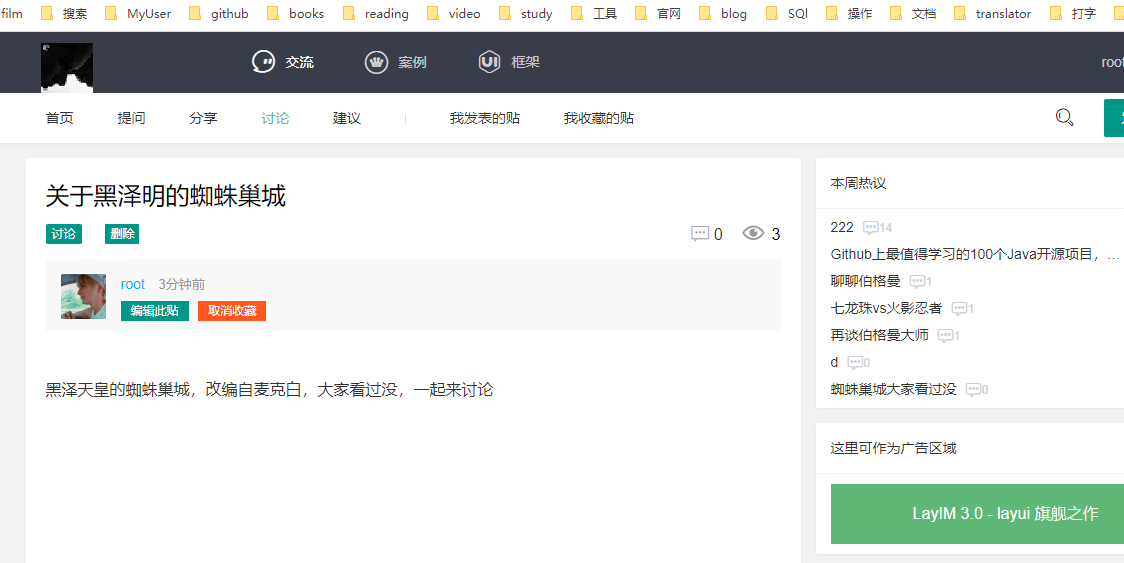 film 搜索 MyUser github books reading video study 工具 官网 blog SQl 操作 文档 translator 打字
交流 案例 框架 root
首页 提问 分享 讨论 建议 我发表的贴 我收藏的贴
关于黑泽明的蜘蛛巢城
讨论 删除 0 3
root 3分钟前
编辑此贴 取消收藏
黑泽天皇的蜘蛛巢城，改编自麦克白，大家看过没，一起来讨论
本周热议
222 14
Github上最值得学习的100个Java开源项目，...
聊聊伯格曼 1
七龙珠vs火影忍者 1
再谈伯格曼大师 1
d 0
蜘蛛巢城大家看过没 0
这里可作为广告区域
LayIM 3.0 - layui 旗舰之作